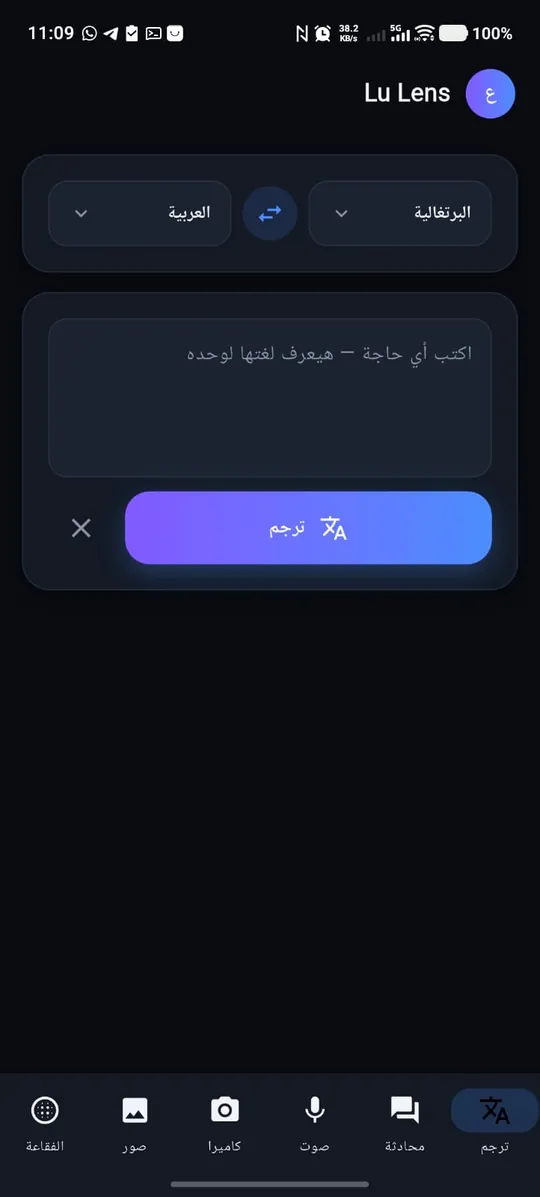 11:09
38.2 KB/s
5G
100%
Lu Lens
ع
البرتغالية
العربية
اكتب أي حاجة — هيعرف لغتها لوحده
ترجم
ترجم
محادثة
صوت
كاميرا
صور
الفقاعة